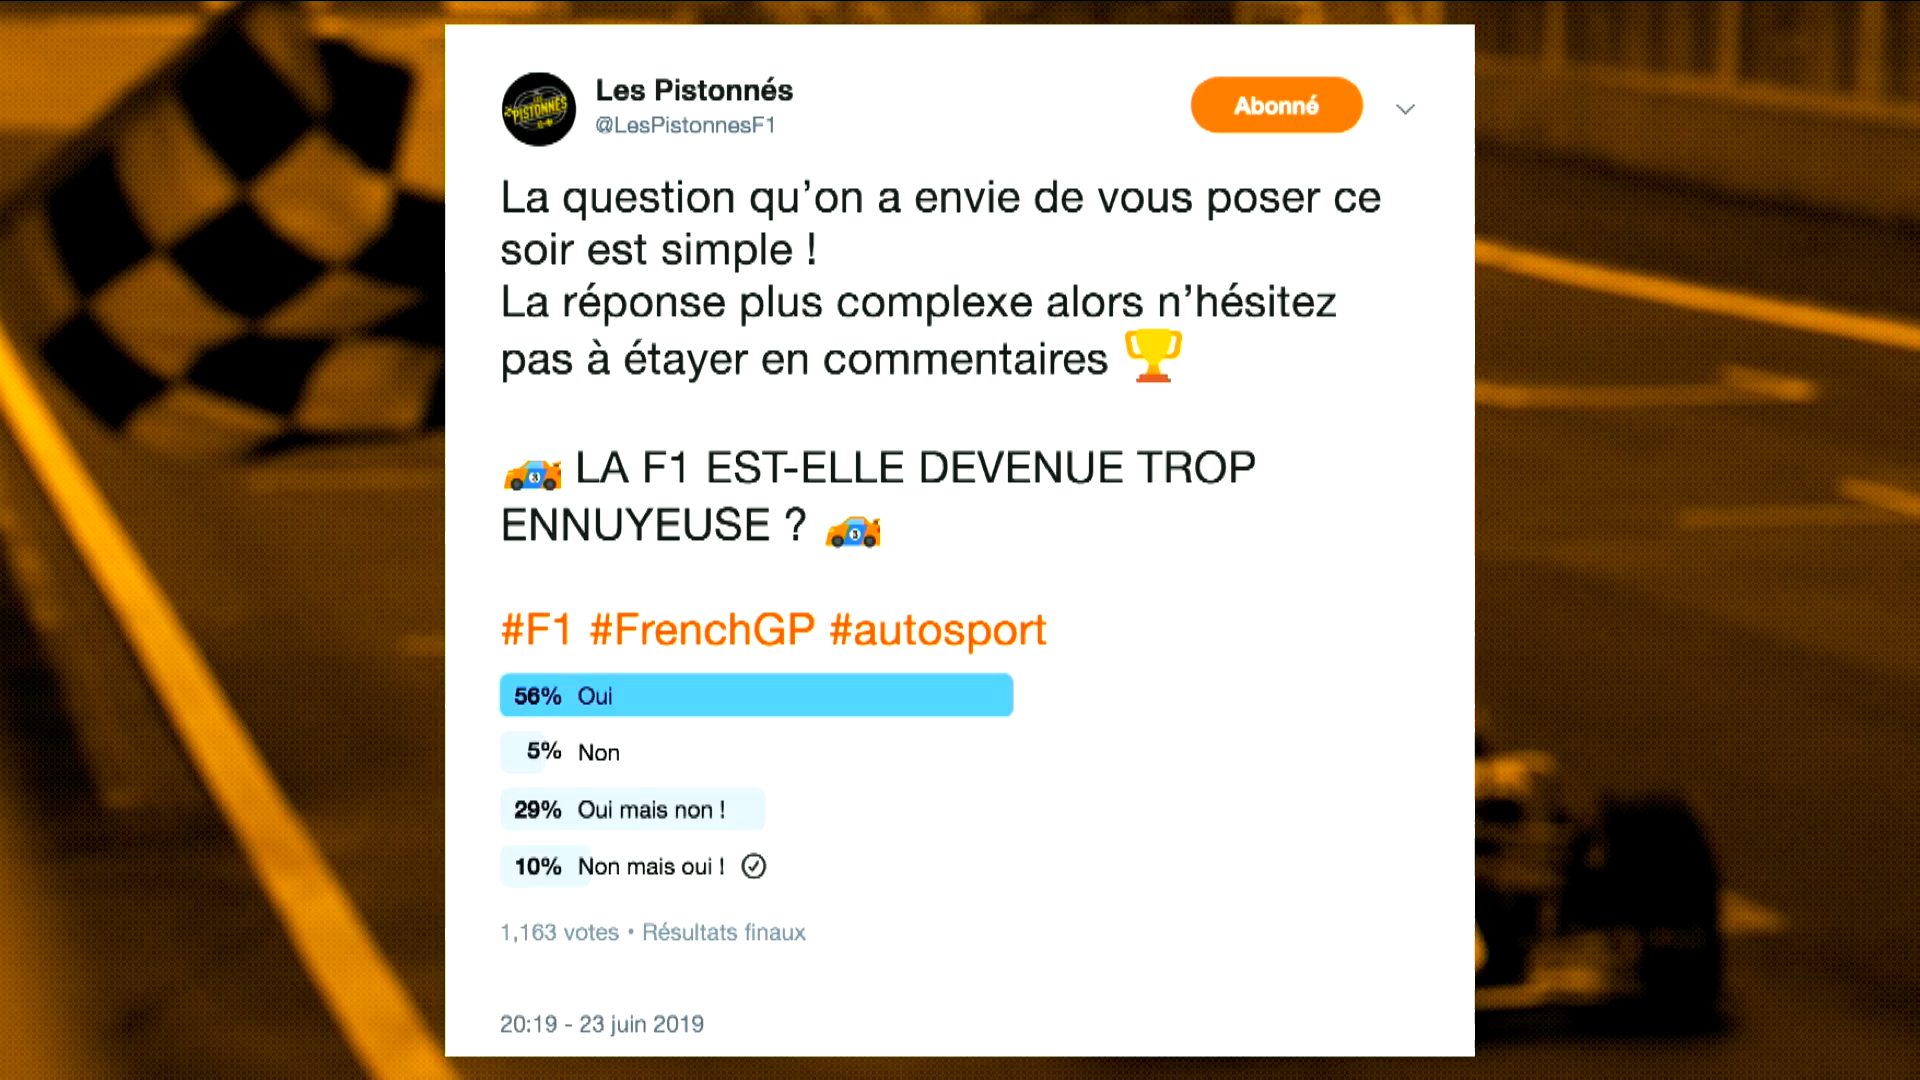 PISTONNÉS
Les Pistonnés
@LesPistonnesF1
Abonné
La question qu’on a envie de vous poser ce
soir est simple !
La réponse plus complexe alors n’hésitez
pas à étayer en commentaires 🏆
LA F1 EST-ELLE DEVENUE TROP
ENNUYEUSE ?
#F1 #FrenchGP #autosport
56% Oui
5% Non
29% Oui mais non !
10% Non mais oui !
1,163 votes • Résultats finaux
20:19 - 23 juin 2019